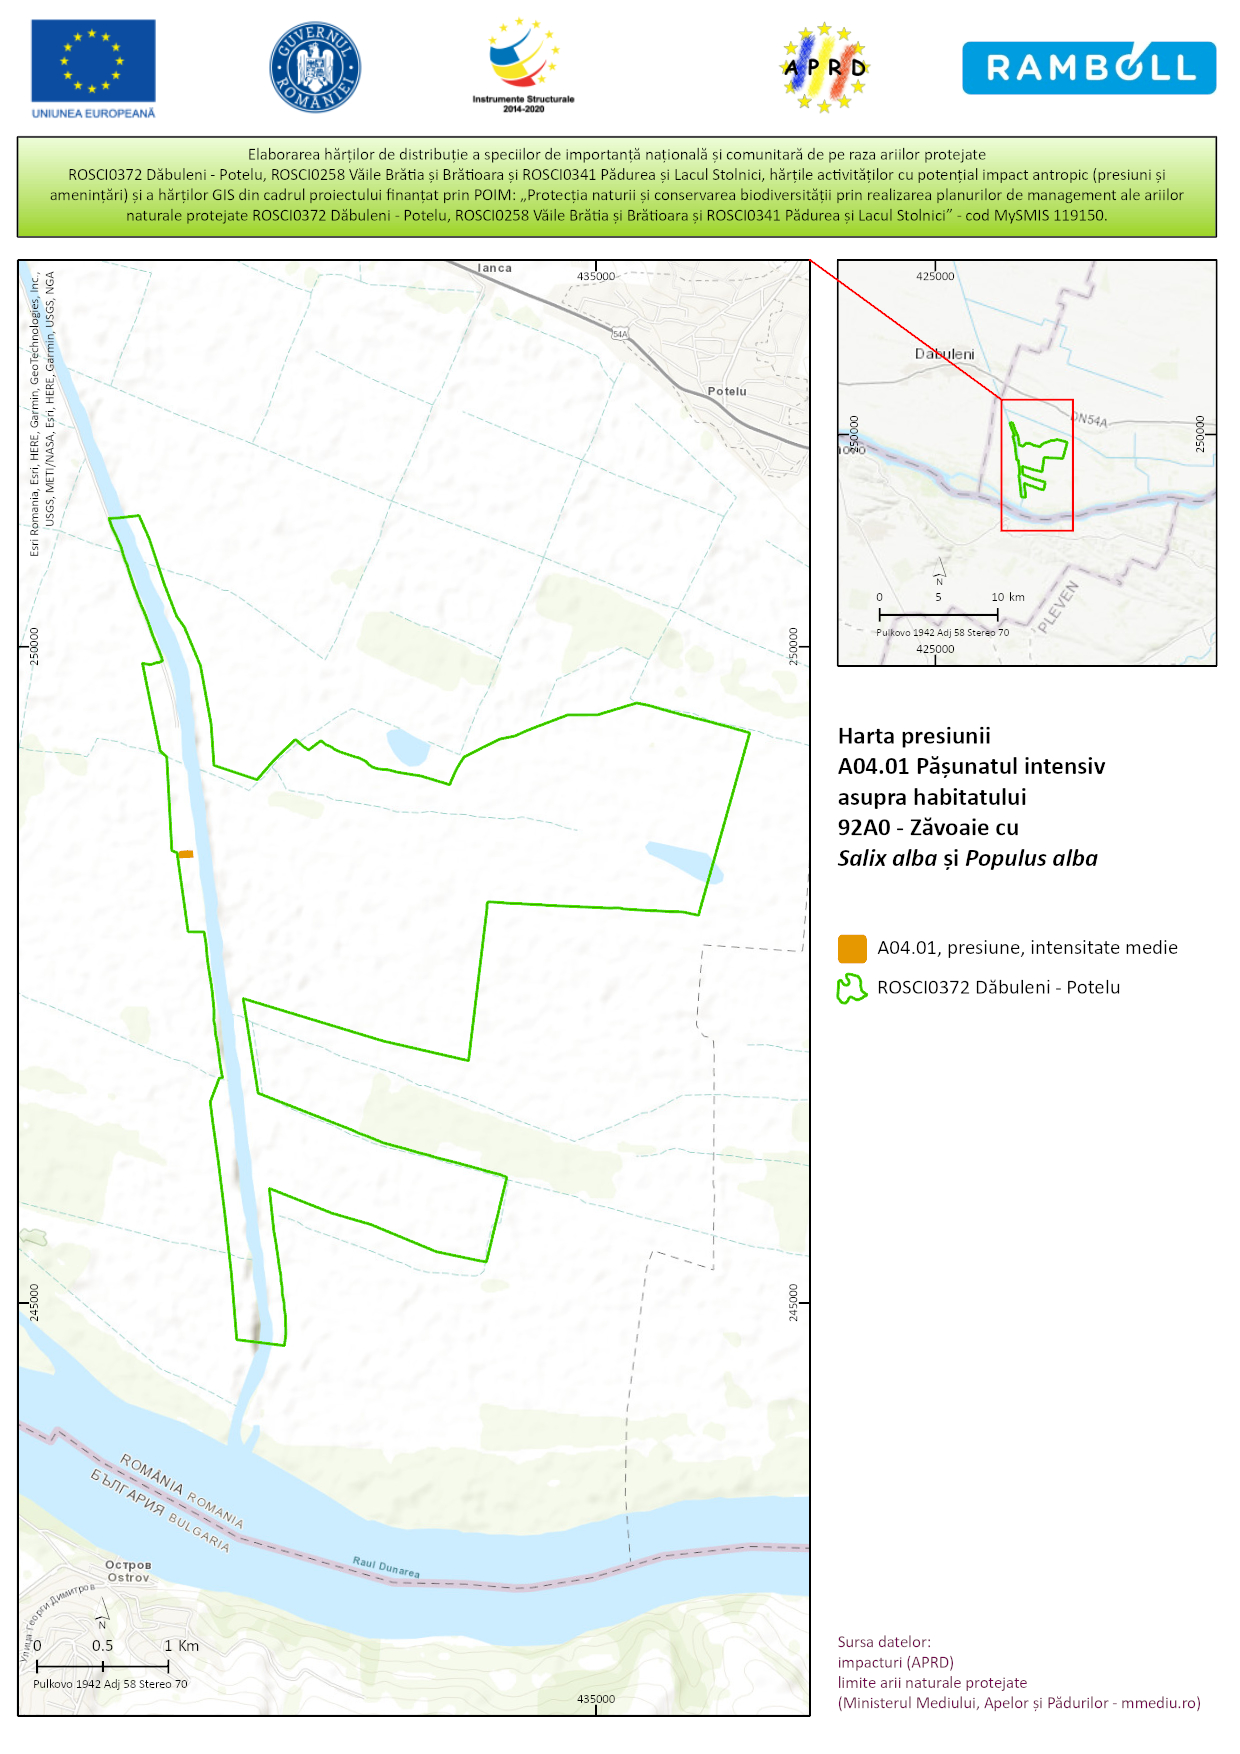 UNIUNEA EUROPEANĂ
GUVERNUL ROMÂNIEI
Instrumente Structurale
2014-2020
APRD
RAMBOLL
Elaborarea hărților de distribuție a speciilor de importanță națională și comunitară de pe raza ariilor protejate
ROSCI0372 Dăbuleni - Potelu, ROSCI0258 Văile Brătia și Brătioara și ROSCI0341 Pădurea și Lacul Stolnici, hărțile activităților cu potențial impact antropic (presiuni și
amenințări) și a hărților GIS din cadrul proiectului finanțat prin POIM: „Protecția naturii si conservarea biodiversității prin realizarea planurilor de management ale ariilor
naturale protejate ROSCI0372 Dăbuleni - Potelu, ROSCI0258 Văile Brătia și Brătioara și ROSCI0341 Pădurea și Lacul Stolnici” - cod MySMIS 119150.
Esri Romania, Esri, HERE, Garmin, GeoTechnologies, Inc.,
USGS, METI/NASA, Esri, HERE, Garmin, USGS, NGA
Ianca
435000
54A
Potelu
250000
250000
245000
245000
ROMÂNIA ROMANIA
БЪЛГАРИЯ BULGARIA
Raul Dunarea
Остров
Ostrov
Улица Георги Димитров
N
0 0.5 1 Km
Pulkovo 1942 Adj 58 Stereo 70
435000
425000
Dabuleni
DN54A
250000
250000
PLEVEN
N
0 5 10 km
Pulkovo 1942 Adj 58 Stereo 70
425000
Harta presiunii
A04.01 Pășunatul intensiv
asupra habitatului
92A0 - Zăvoaie cu
Salix alba și Populus alba
A04.01, presiune, intensitate medie
ROSCI0372 Dăbuleni - Potelu
Sursa datelor:
impacturi (APRD)
limite arii naturale protejate
(Ministerul Mediului, Apelor și Pădurilor - mmediu.ro)